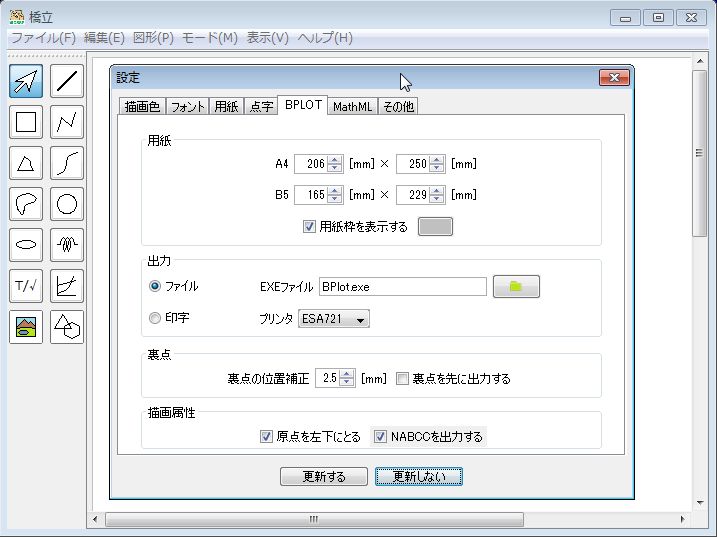 橋立
ファイル(F) 編集(E) 図形(P) モード(M) 表示(V) ヘルプ(H)
設定
描画色 フォント 用紙 点字 BPLOT MathML その他
用紙
A4 206 [mm] × 250 [mm]
B5 165 [mm] × 229 [mm]
用紙枠を表示する
出力
ファイル EXEファイル BPlot.exe
印字 プリンタ ESA721
裏点
裏点の位置補正 2.5 [mm] 裏点を先に出力する
描画属性
原点を左下にとる NABCCを出力する
更新する 更新しない
T/√